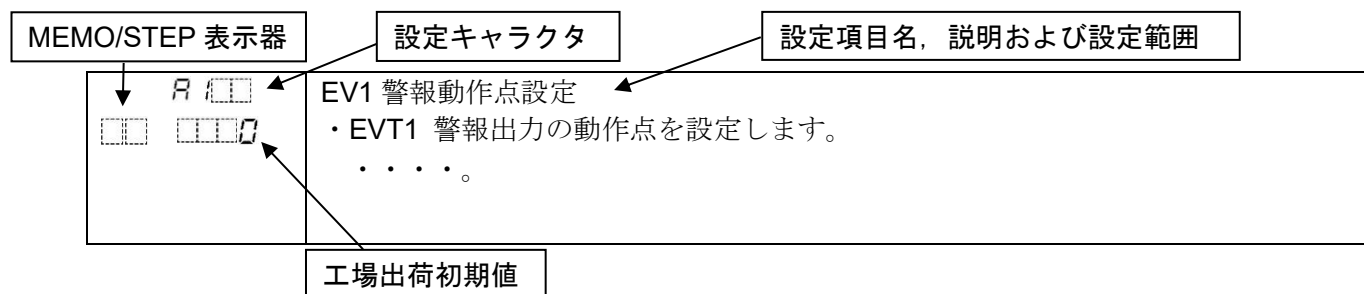 MEMO/STEP 表示器
設定キャラクタ
設定項目名，説明および設定範囲
A1
EV1 警報動作点設定
0
・EVT1 警報出力の動作点を設定します。
・・・・。
工場出荷初期値